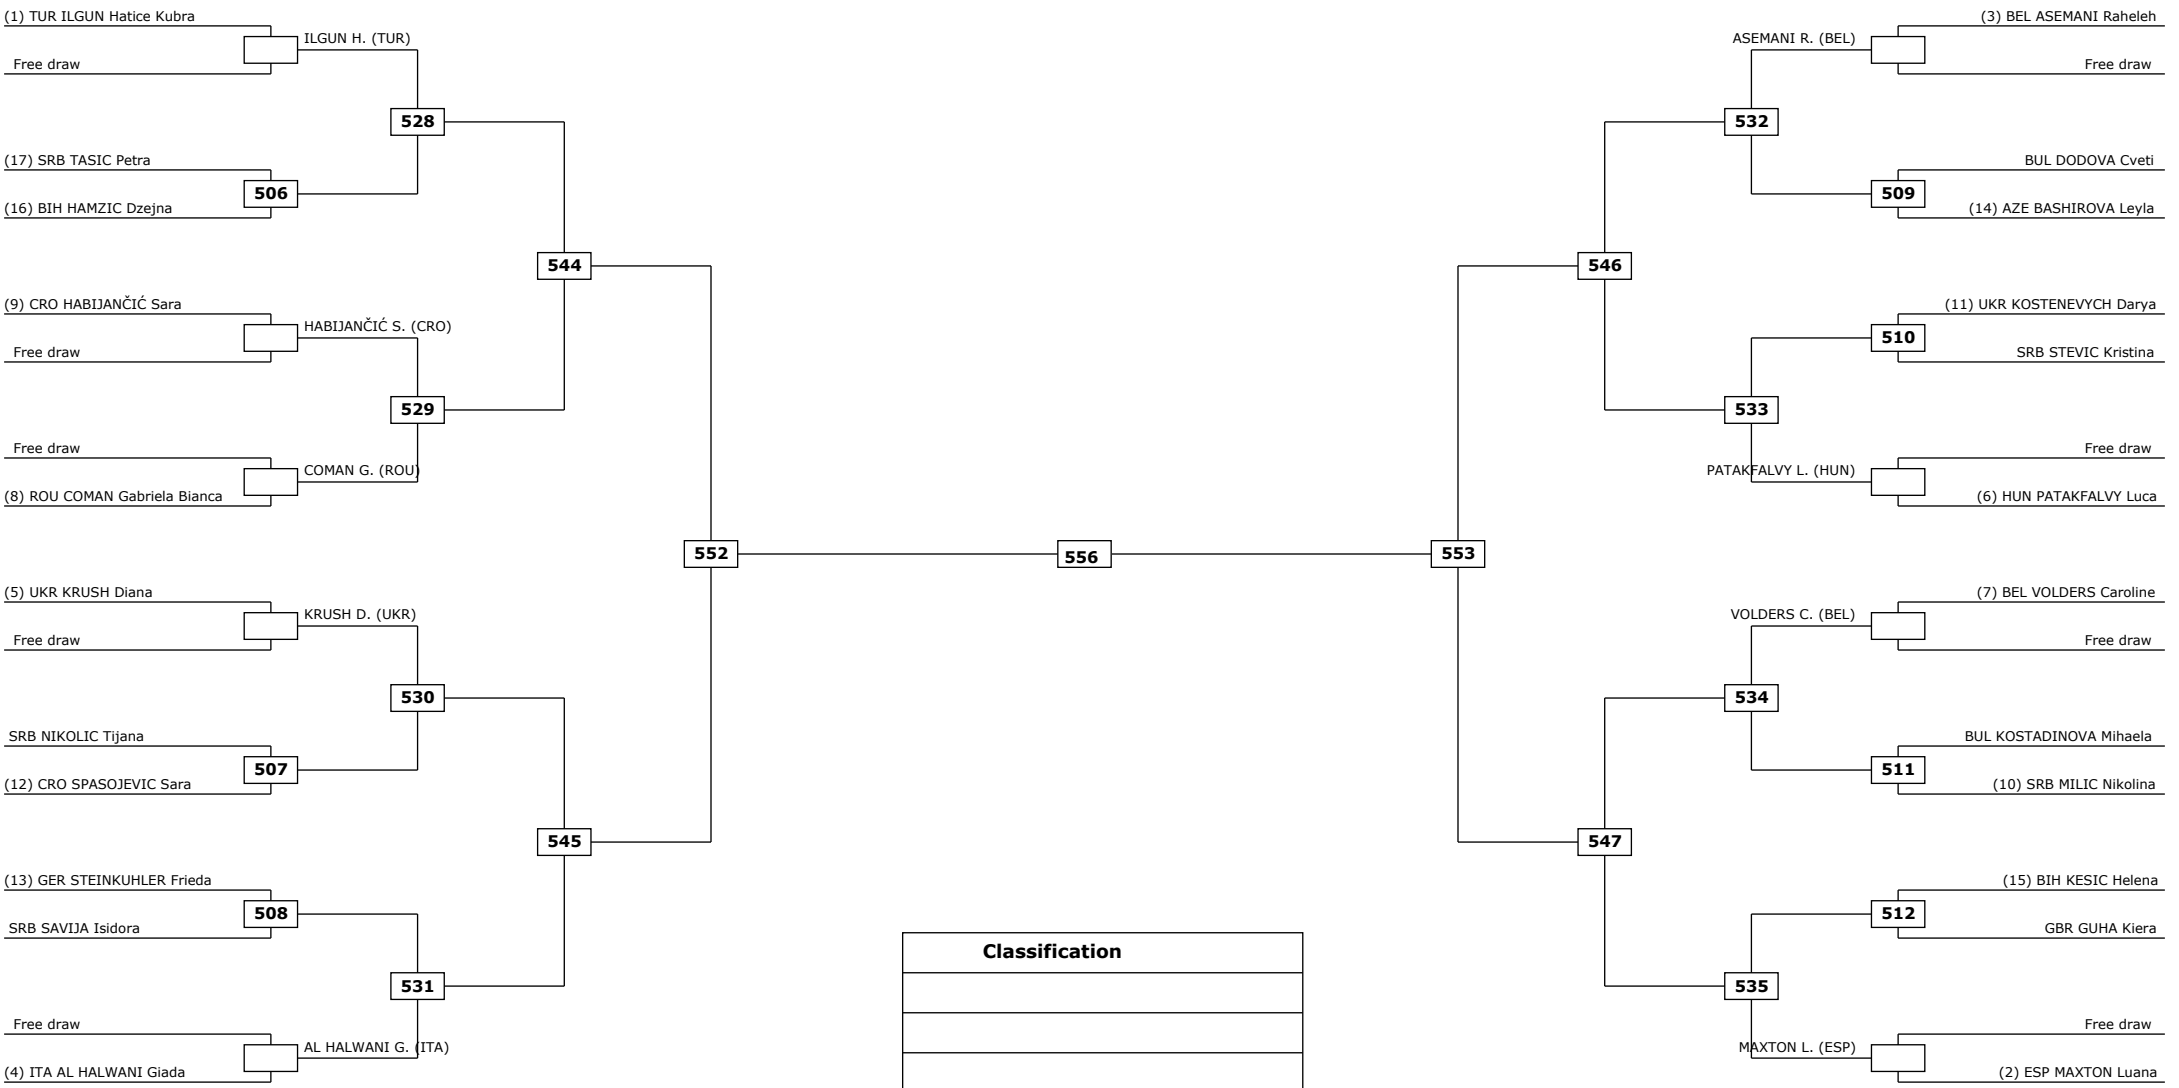 (1) TUR ILGUN Hatice Kubra
ILGUN H. (TUR)
Free draw
528
(17) SRB TASIC Petra
506
(16) BIH HAMZIC Dzejna
544
(9) CRO HABIJANČIĆ Sara
HABIJANČIĆ S. (CRO)
Free draw
529
Free draw
COMAN G. (ROU)
(8) ROU COMAN Gabriela Bianca
552
(5) UKR KRUSH Diana
KRUSH D. (UKR)
Free draw
530
SRB NIKOLIC Tijana
507
(12) CRO SPASOJEVIC Sara
545
(13) GER STEINKUHLER Frieda
508
SRB SAVIJA Isidora
531
Free draw
AL HALWANI G. (ITA)
(4) ITA AL HALWANI Giada
556
Classification
(3) BEL ASEMANI Raheleh
ASEMANI R. (BEL)
Free draw
532
BUL DODOVA Cveti
509
(14) AZE BASHIROVA Leyla
546
(11) UKR KOSTENEVYCH Darya
510
SRB STEVIC Kristina
533
Free draw
PATAKFALVY L. (HUN)
(6) HUN PATAKFALVY Luca
553
(7) BEL VOLDERS Caroline
VOLDERS C. (BEL)
Free draw
534
BUL KOSTADINOVA Mihaela
511
(10) SRB MILIC Nikolina
547
(15) BIH KESIC Helena
512
GBR GUHA Kiera
535
Free draw
MAXTON L. (ESP)
(2) ESP MAXTON Luana